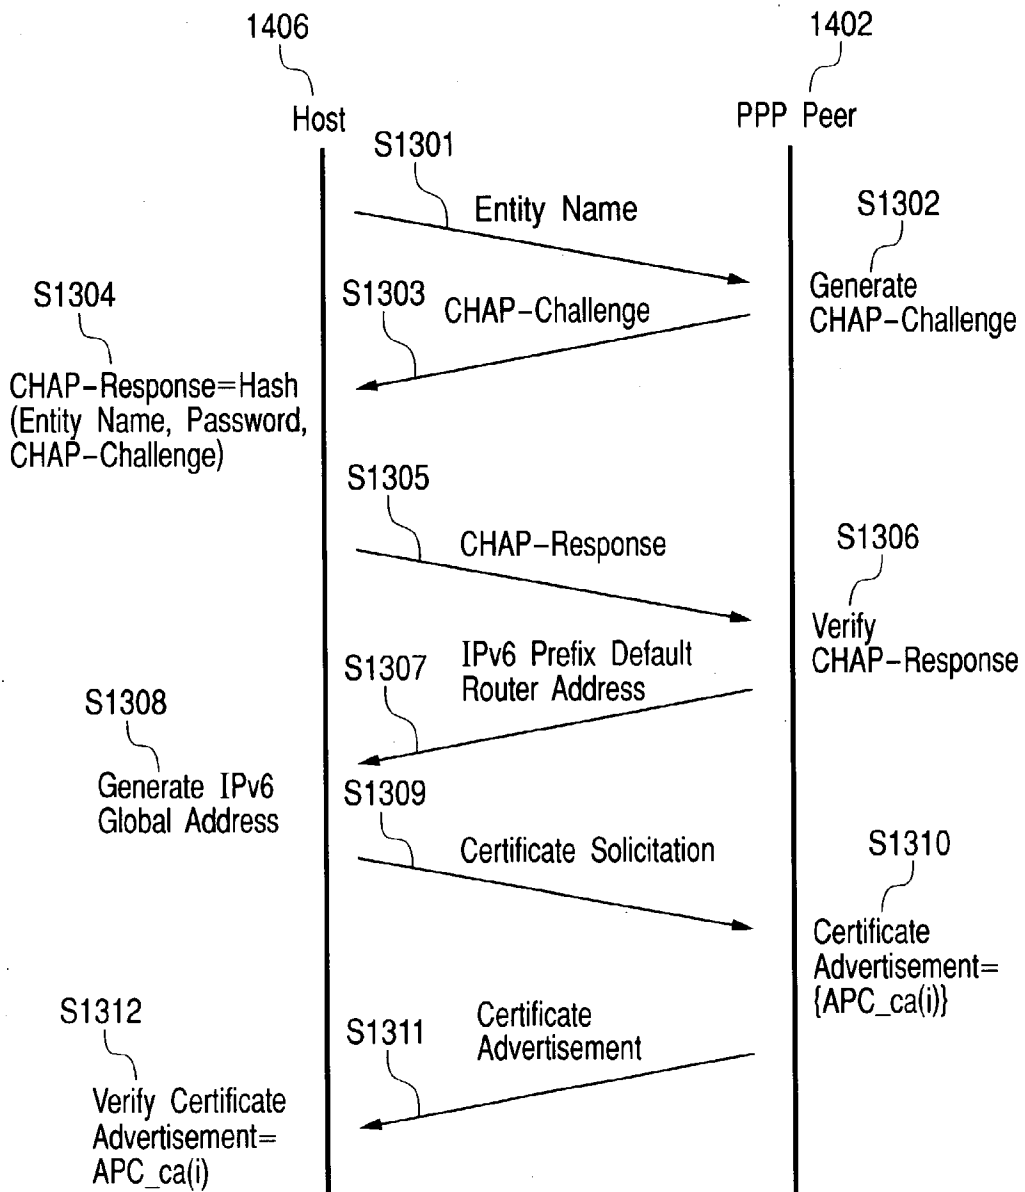 1406
1402
Host
PPP Peer
S1301
Entity Name
S1302
Generate
CHAP-Challenge
S1303
CHAP-Challenge
S1304
CHAP-Response=Hash
(Entity Name, Password,
CHAP-Challenge)
S1305
CHAP-Response
S1306
Verify
CHAP-Response
S1307
IPv6 Prefix Default
Router Address
S1308
Generate IPv6
Global Address
S1309
Certificate Solicitation
S1310
Certificate
Advertisement=
{APC_ca(i)}
S1311
Certificate
Advertisement
S1312
Verify Certificate
Advertisement=
APC_ca(i)